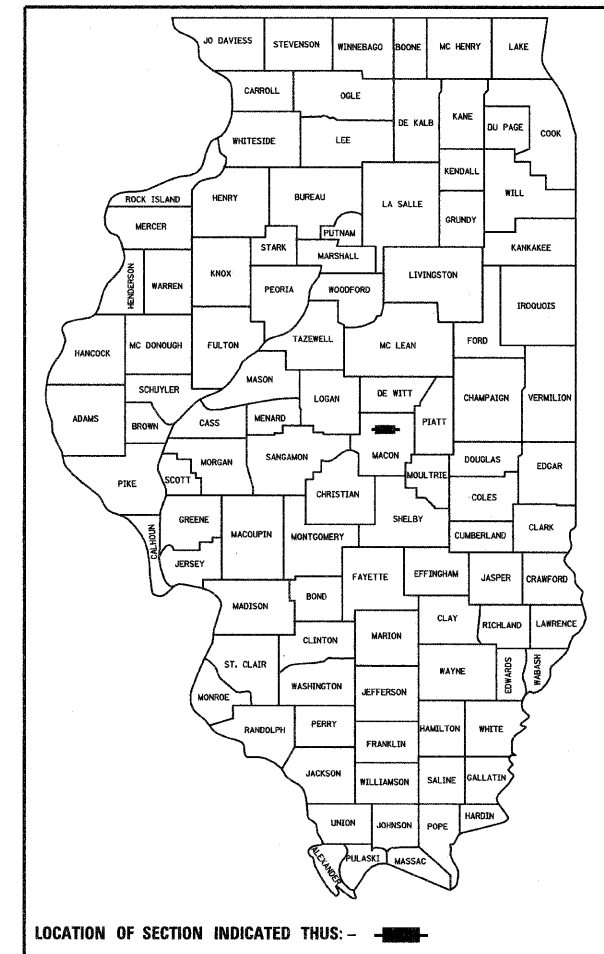 JO DAVIESS
STEVENSON
WINNEBAGO
BOONE
MC HENRY
LAKE
CARROLL
OGLE
DE KALB
KANE
DU PAGE
COOK
WHITESIDE
LEE
KENDALL
WILL
ROCK ISLAND
HENRY
BUREAU
LA SALLE
GRUNDY
MERCER
PUTNAM
STARK
MARSHALL
KANKAKEE
HENDERSON
WARREN
KNOX
PEORIA
WOODFORD
LIVINGSTON
IROQUOIS
HANCOCK
MC DONOUGH
FULTON
TAZEWELL
MC LEAN
FORD
SCHUYLER
MASON
LOGAN
DE WITT
CHAMPAIGN
VERMILION
ADAMS
BROWN
CASS
MENARD
PIATT
MACON
PIKE
SCOTT
MORGAN
SANGAMON
CHRISTIAN
MOULTRIE
DOUGLAS
EDGAR
COLES
CALHOUN
GREENE
MACOUPIN
MONTGOMERY
SHELBY
CUMBERLAND
CLARK
JERSEY
FAYETTE
EFFINGHAM
JASPER
CRAWFORD
MADISON
BOND
CLAY
RICHLAND
LAWRENCE
CLINTON
MARION
ST. CLAIR
WAYNE
EDWARDS
WABASH
WASHINGTON
JEFFERSON
MONROE
RANDOLPH
PERRY
HAMILTON
WHITE
FRANKLIN
JACKSON
WILLIAMSON
SALINE
GALLATIN
UNION
JOHNSON
POPE
HARDIN
ALEXANDER
PULASKI
MASSAC
LOCATION OF SECTION INDICATED THUS: -